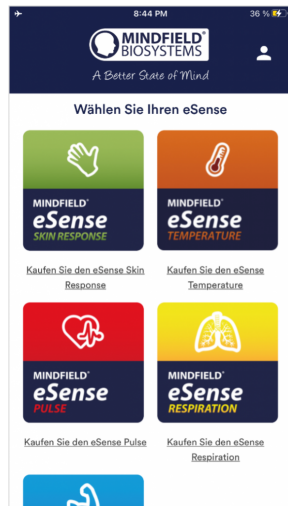 8:44 PM
36 %
MINDFIELD®
BIOSYSTEMS
A Better State of Mind
Wählen Sie Ihren eSense
MINDFIELD®
eSense
SKIN RESPONSE
MINDFIELD®
eSense
TEMPERATURE
Kaufen Sie den eSense Skin
Response
Kaufen Sie den eSense
Temperature
MINDFIELD®
eSense
PULSE
MINDFIELD®
eSense
RESPIRATION
Kaufen Sie den eSense Pulse
Kaufen Sie den eSense
Respiration